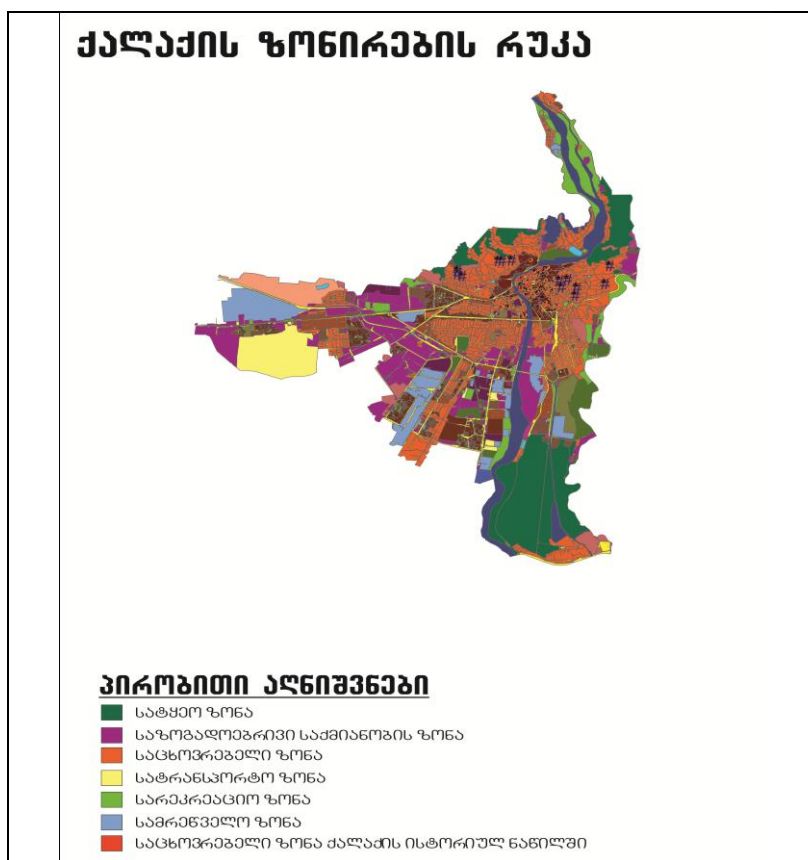 ქალაქის ზონირების რუკა
პირობითი აღნიშვნები
სატყეო ზონა
საზოგადოებრივი საქმიანობის ზონა
საცხოვრებელი ზონა
სატრანსპორტო ზონა
სარეკრეაციო ზონა
სამრეწველო ზონა
საცხოვრებელი ზონა ქალაქის ისტორიულ ნაწილში